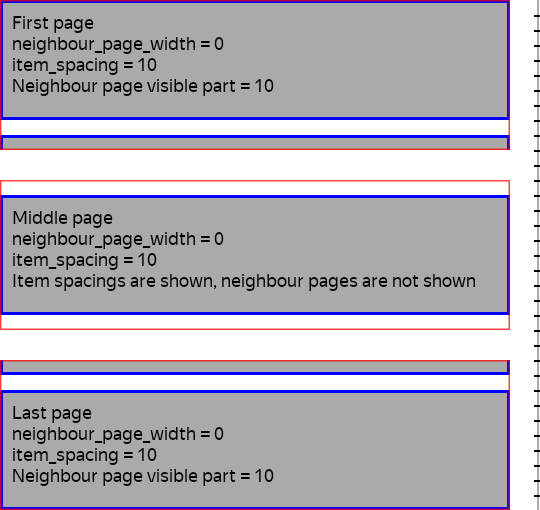 First page
neighbour_page_width = 0
item_spacing = 10
Neighbour page visible part = 10
Middle page
neighbour_page_width = 0
item_spacing = 10
Item spacings are shown, neighbour pages are not shown
Last page
neighbour_page_width = 0
item_spacing = 10
Neighbour page visible part = 10